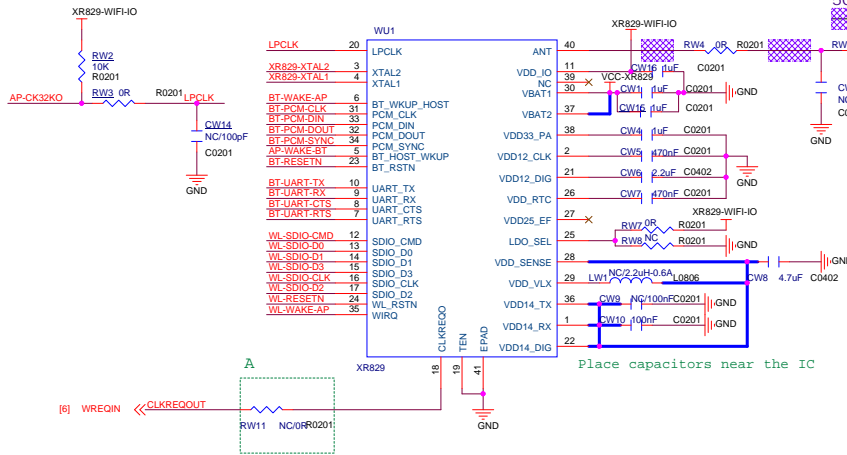 XR829-WIFI-IO
RW2
10K
R0201
AP-CK32KO
RW3 0R
R0201
LPCLK
CW14
NC/100pF
C0201
GND
WU1
XR829
LPCLK 20 LPCLK
XR829-XTAL2 3 XTAL2
XR829-XTAL1 4 XTAL1
BT-WAKE-AP 6 BT_WKUP_HOST
BT-PCM-CLK 31 PCM_CLK
BT-PCM-DIN 33 PCM_DIN
BT-PCM-DOUT 32 PCM_DOUT
BT-PCM-SYNC 34 PCM_SYNC
AP-WAKE-BT 5 BT_HOST_WKUP
BT-RESETN 23 BT_RSTN
BT-UART-TX 10 UART_TX
BT-UART-RX 9 UART_RX
BT-UART-CTS 8 UART_CTS
BT-UART-RTS 7 UART_RTS
WL-SDIO-CMD 12 SDIO_CMD
WL-SDIO-D0 13 SDIO_D0
WL-SDIO-D1 14 SDIO_D1
WL-SDIO-D3 15 SDIO_D3
WL-SDIO-CLK 16 SDIO_CLK
WL-SDIO-D2 17 SDIO_D2
WL-RESETN 24 WL_RSTN
WL-WAKE-AP 35 WIRQ
CLKREQO 18
TEN 19
EPAD 41
GND
XR829-WIFI-IO
ANT 40 RW4 0R R0201 RW
VDD_IO 11 CW16 1uF C0201
NC 39
VCC-XR829
VBAT1 30 CW1 1uF C0201 GND
VBAT2 37 CW15 1uF C0201
VDD33_PA 38 CW4 1uF C0201
VDD12_CLK 2 CW5 470nF C0201 GND
VDD12_DIG 21 CW6 2.2uF C0402
VDD_RTC 26 CW7 470nF C0201
VDD25_EF 27
XR829-WIFI-IO
LDO_SEL 25 RW7 0R R0201
RW8 NC R0201 GND
VDD_SENSE 28 CW8 4.7uF C0402 GND
VDD_VLX 29 LW1 NC/2.2uH-0.6A L0806
VDD14_TX 36 CW9 NC/100nF C0201 GND
VDD14_RX 1 CW10 100nF C0201 GND
VDD14_DIG 22
GND
Place capacitors near the IC
A
[6] WREQIN CLKREQOUT
RW11 NC/0R R0201